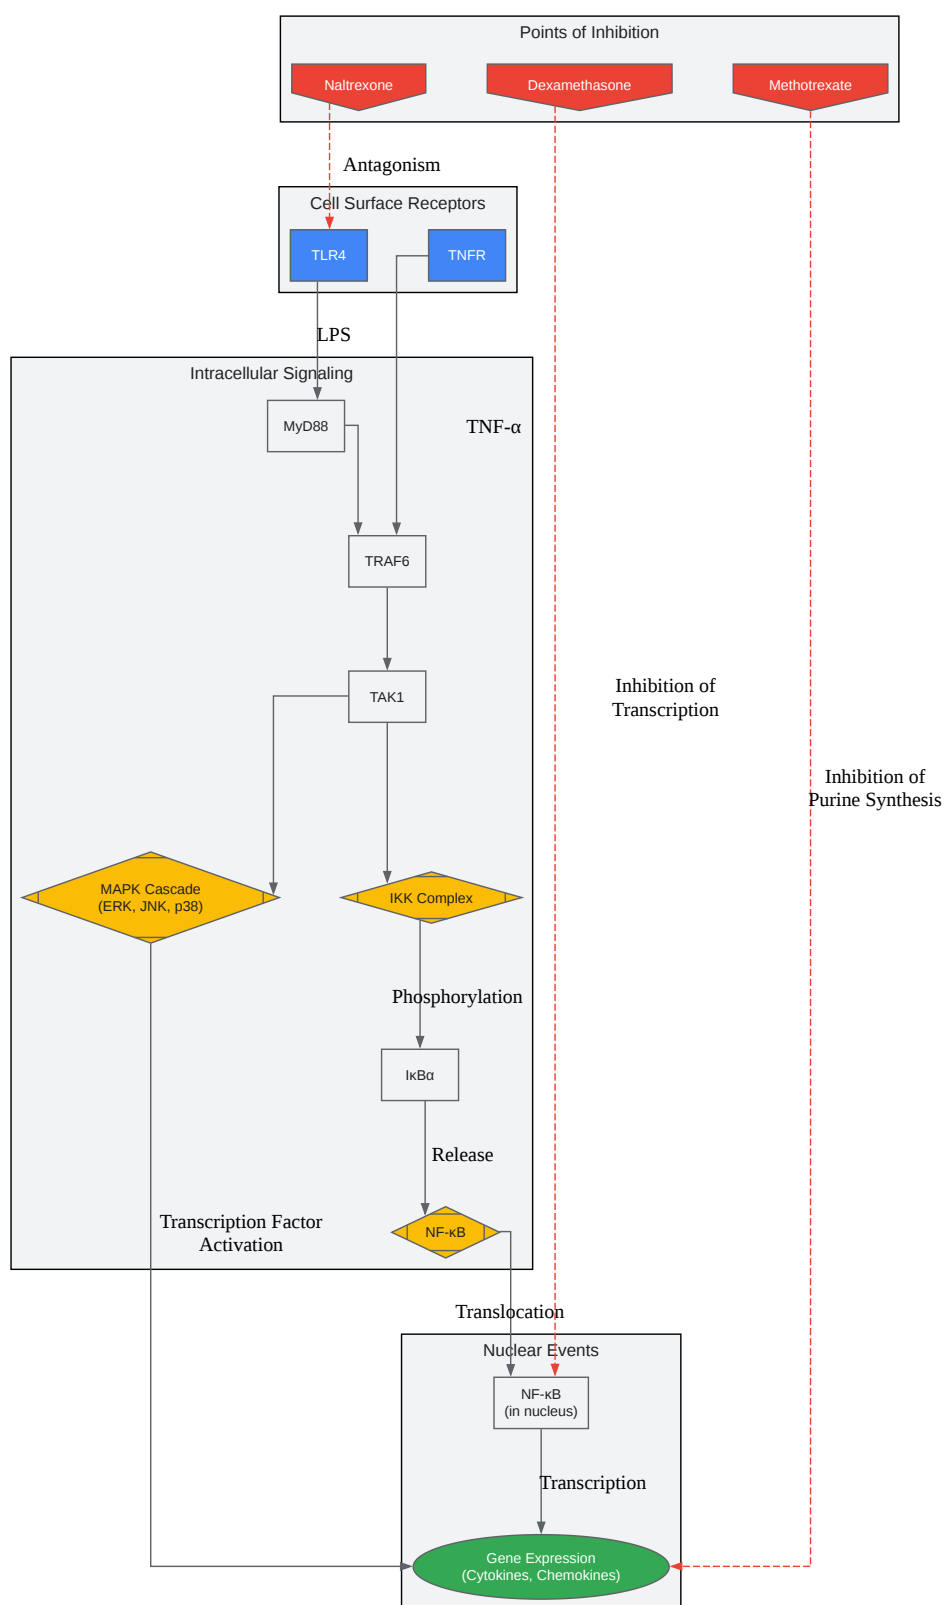 Points of Inhibition
Naltrexone
Dexamethasone
Methotrexate
Antagonism
Cell Surface Receptors
TLR4
TNFR
LPS
Intracellular Signaling
MyD88
TNF-α
TRAF6
Inhibition of
Transcription
TAK1
Inhibition of
Purine Synthesis
MAPK Cascade
(ERK, JNK, p38)
IKK Complex
Phosphorylation
IκBα
Release
Transcription Factor
Activation
NF-κB
Translocation
Nuclear Events
NF-κB
(in nucleus)
Transcription
Gene Expression
(Cytokines, Chemokines)